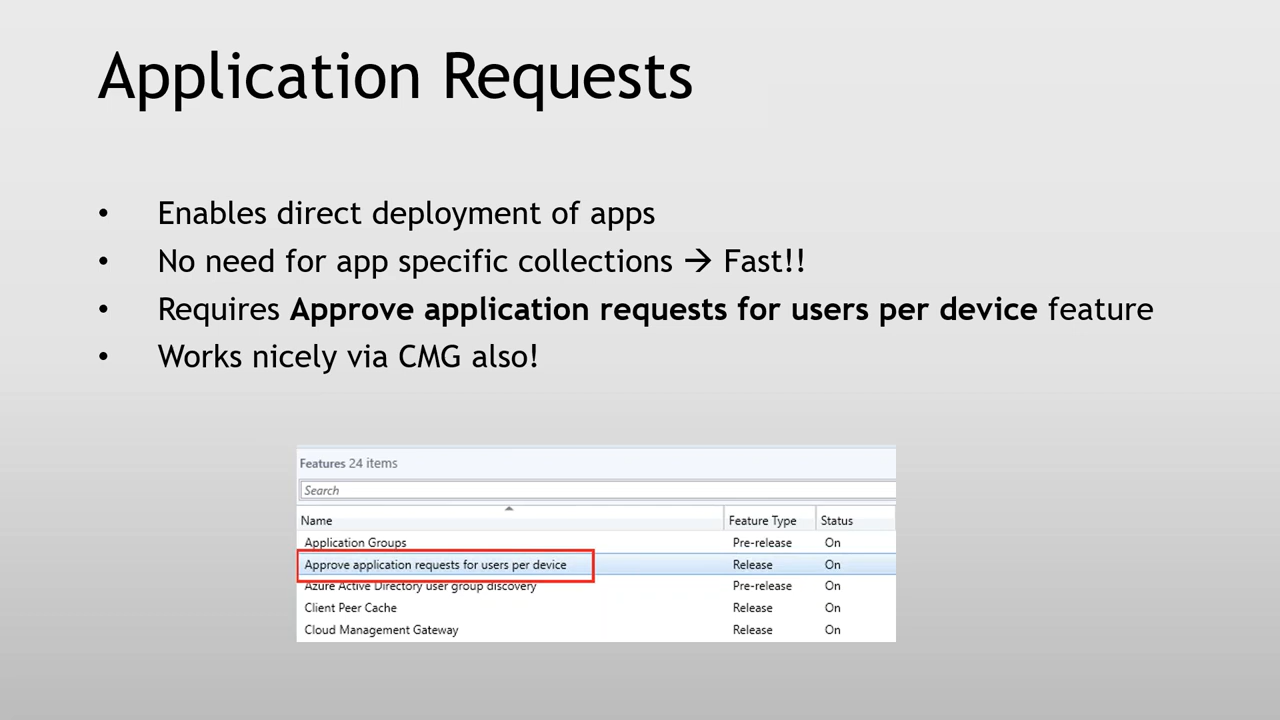 Application Requests
• Enables direct deployment of apps
• No need for app specific collections → Fast!!
• Requires Approve application requests for users per device feature
• Works nicely via CMG also!
Features 24 items
Search
Name Feature Type Status
Application Groups Pre-release On
Approve application requests for users per device Release On
Azure Active Directory user group discovery Pre-release On
Client Peer Cache Release On
Cloud Management Gateway Release On